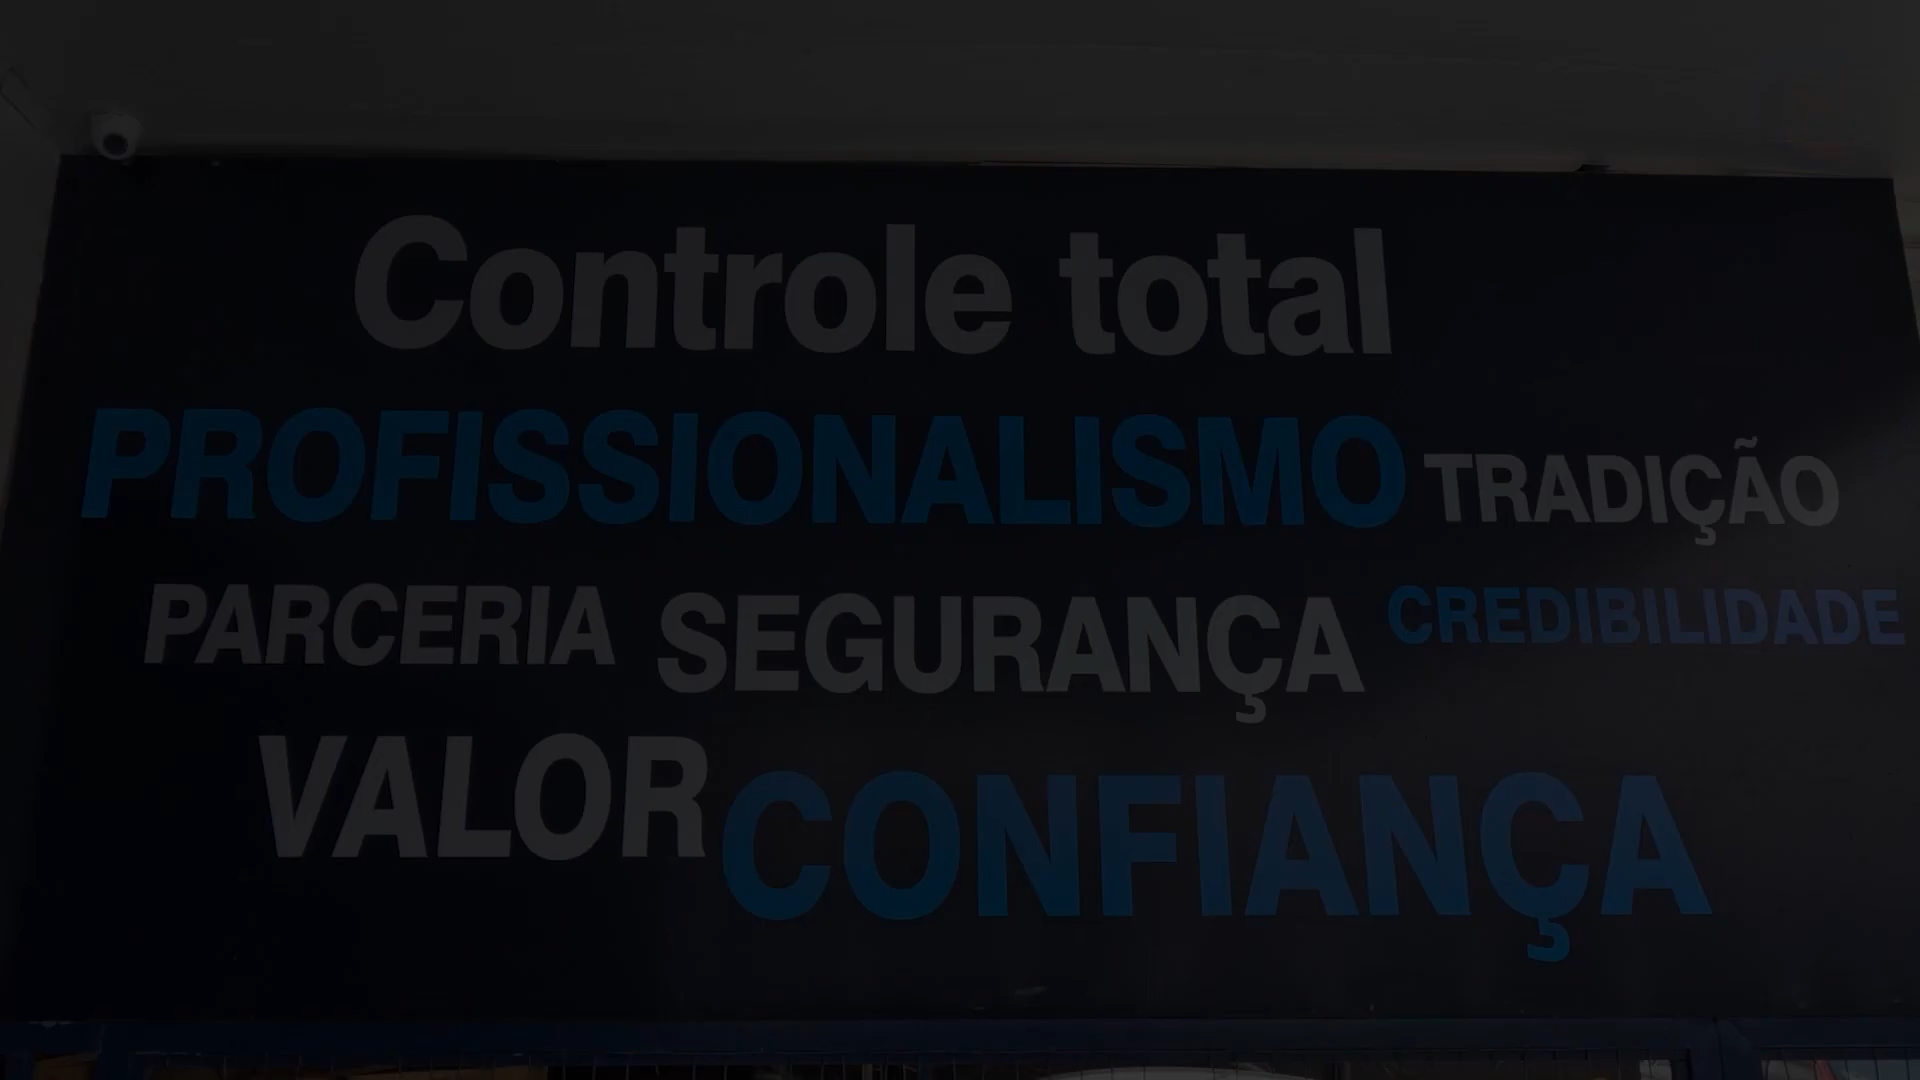 Controle total
PROFISSIONALISMO TRADIÇÃO
PARCERIA SEGURANÇA CREDIBILIDADE
VALOR CONFIANÇA